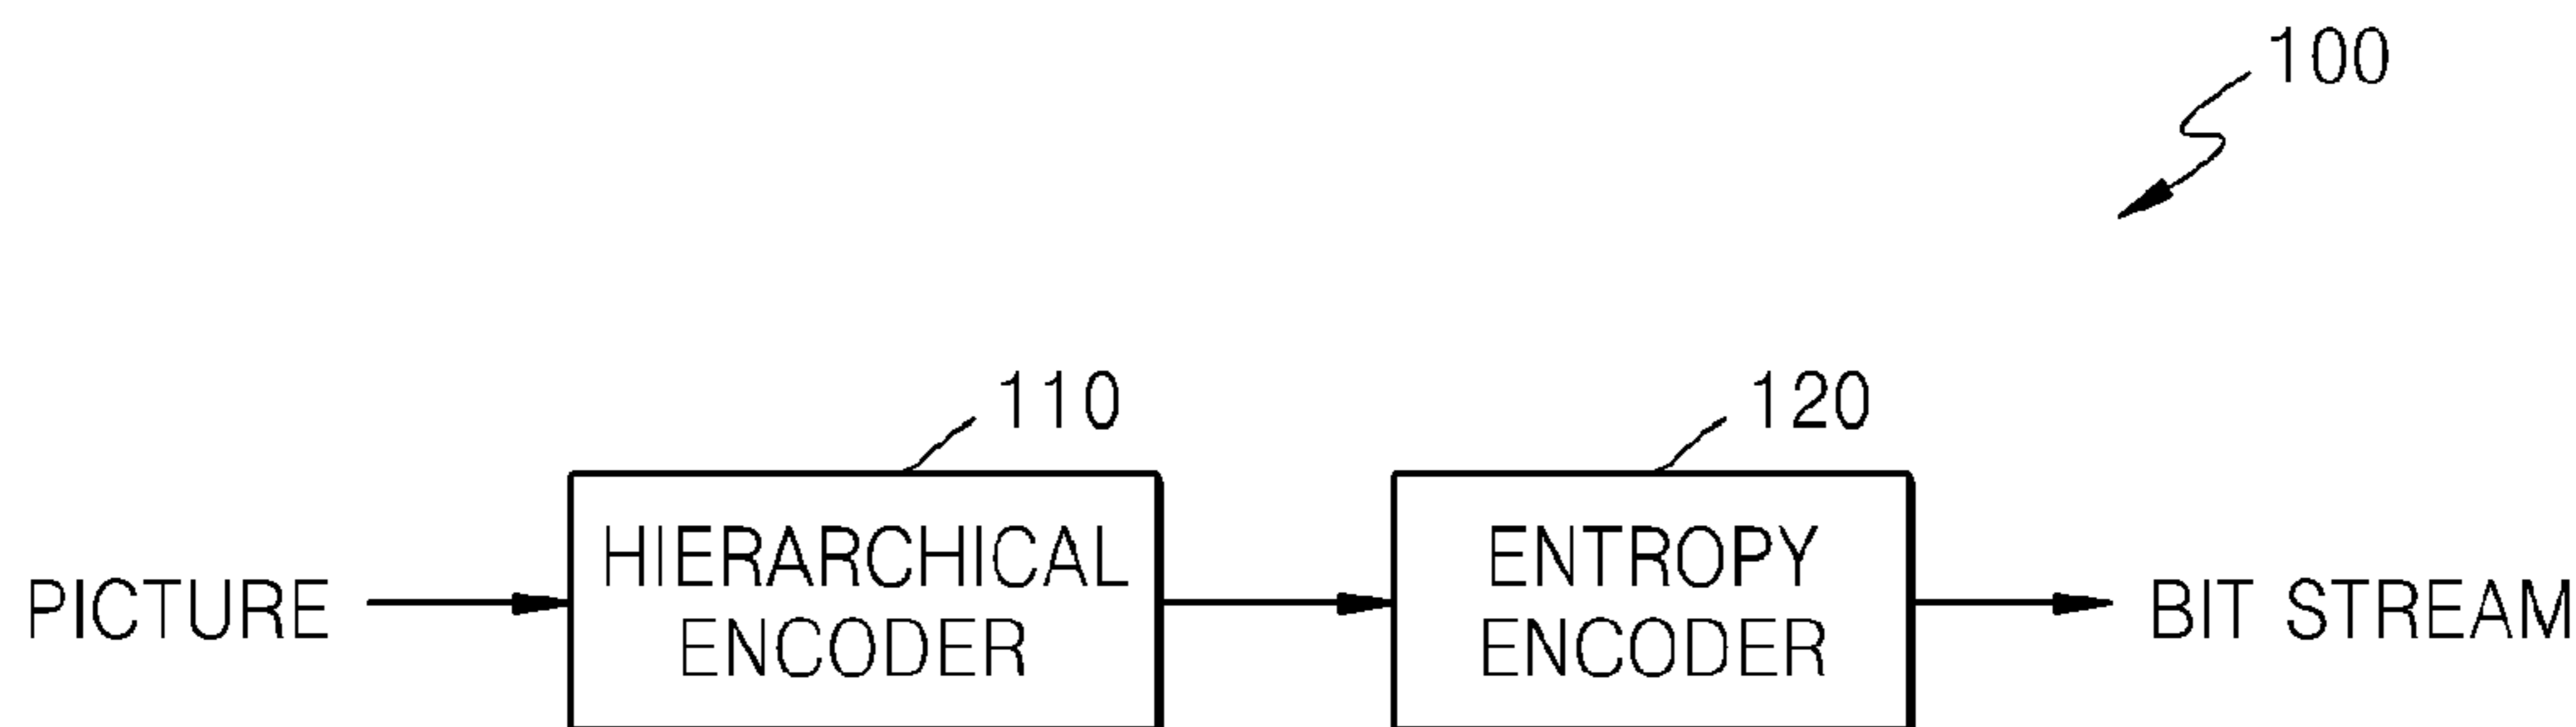 100
110
120
PICTURE
HIERARCHICAL
ENCODER
ENTROPY
ENCODER
BIT STREAM